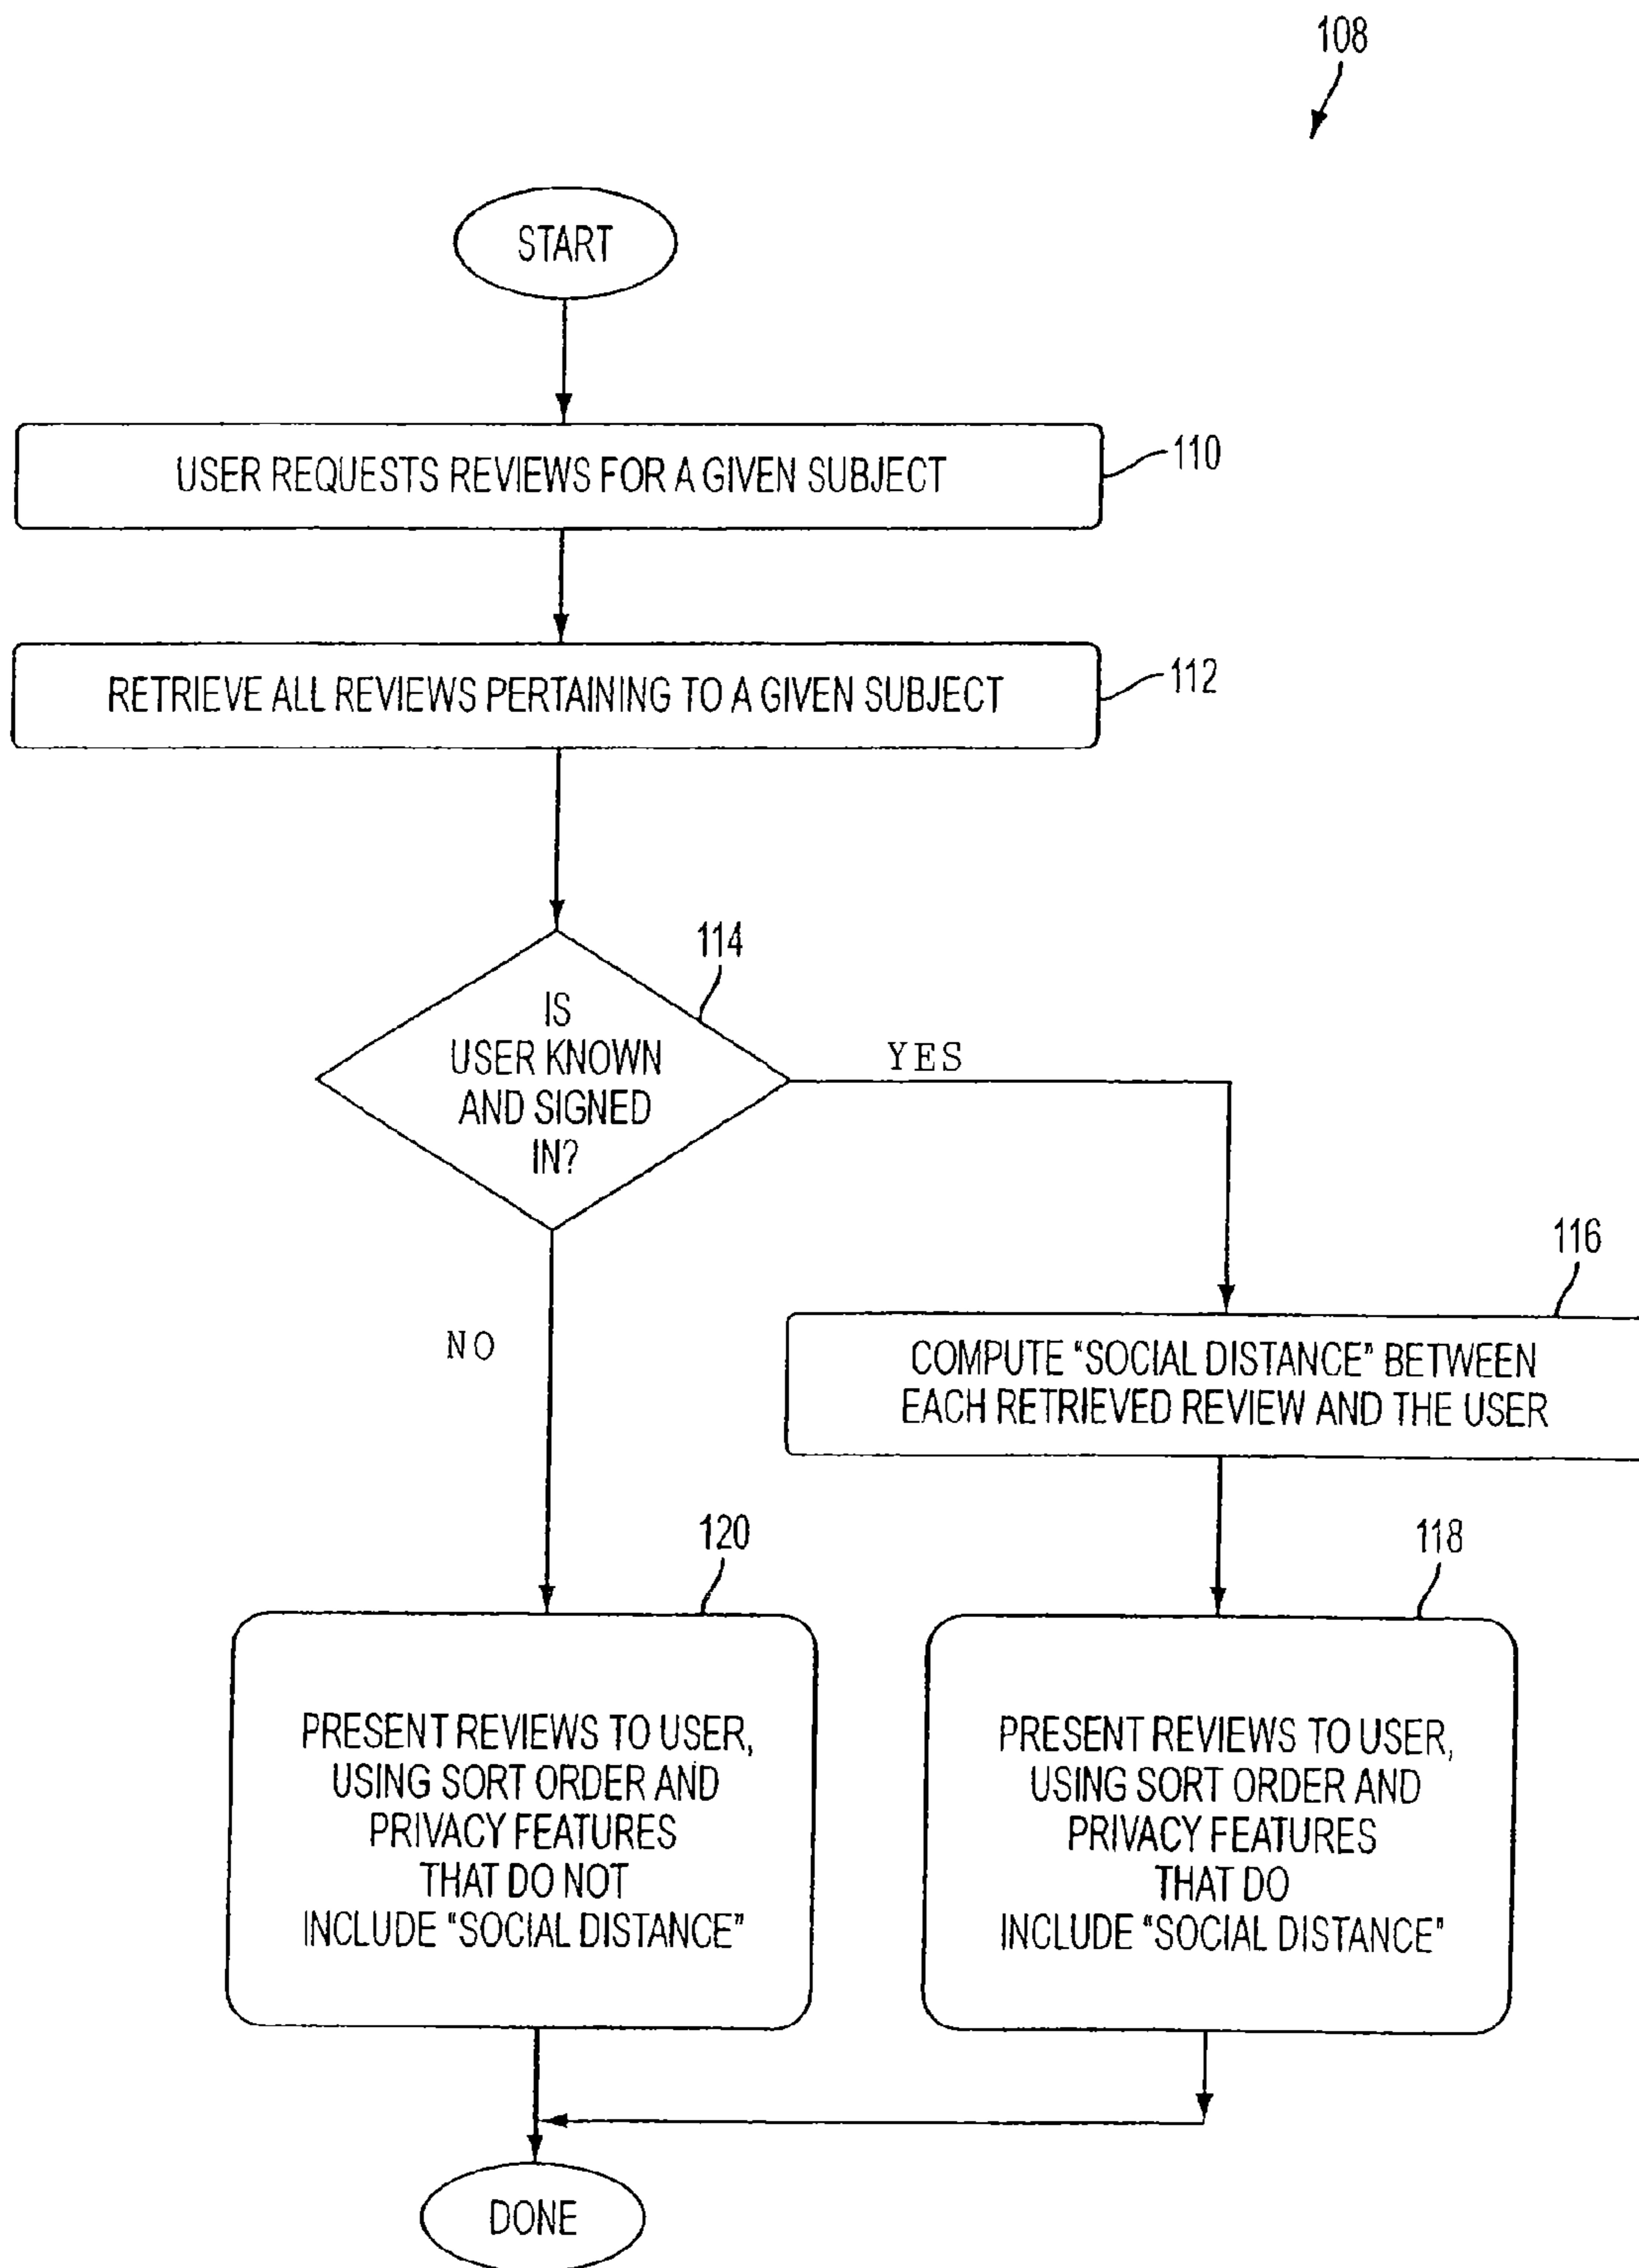 108
START
USER REQUESTS REVIEWS FOR A GIVEN SUBJECT
110
RETRIEVE ALL REVIEWS PERTAINING TO A GIVEN SUBJECT
112
114
IS
USER KNOWN
AND SIGNED
IN?
YES
NO
116
COMPUTE "SOCIAL DISTANCE" BETWEEN
EACH RETRIEVED REVIEW AND THE USER
120
PRESENT REVIEWS TO USER,
USING SORT ORDER AND
PRIVACY FEATURES
THAT DO NOT
INCLUDE "SOCIAL DISTANCE"
118
PRESENT REVIEWS TO USER,
USING SORT ORDER AND
PRIVACY FEATURES
THAT DO
INCLUDE "SOCIAL DISTANCE"
DONE